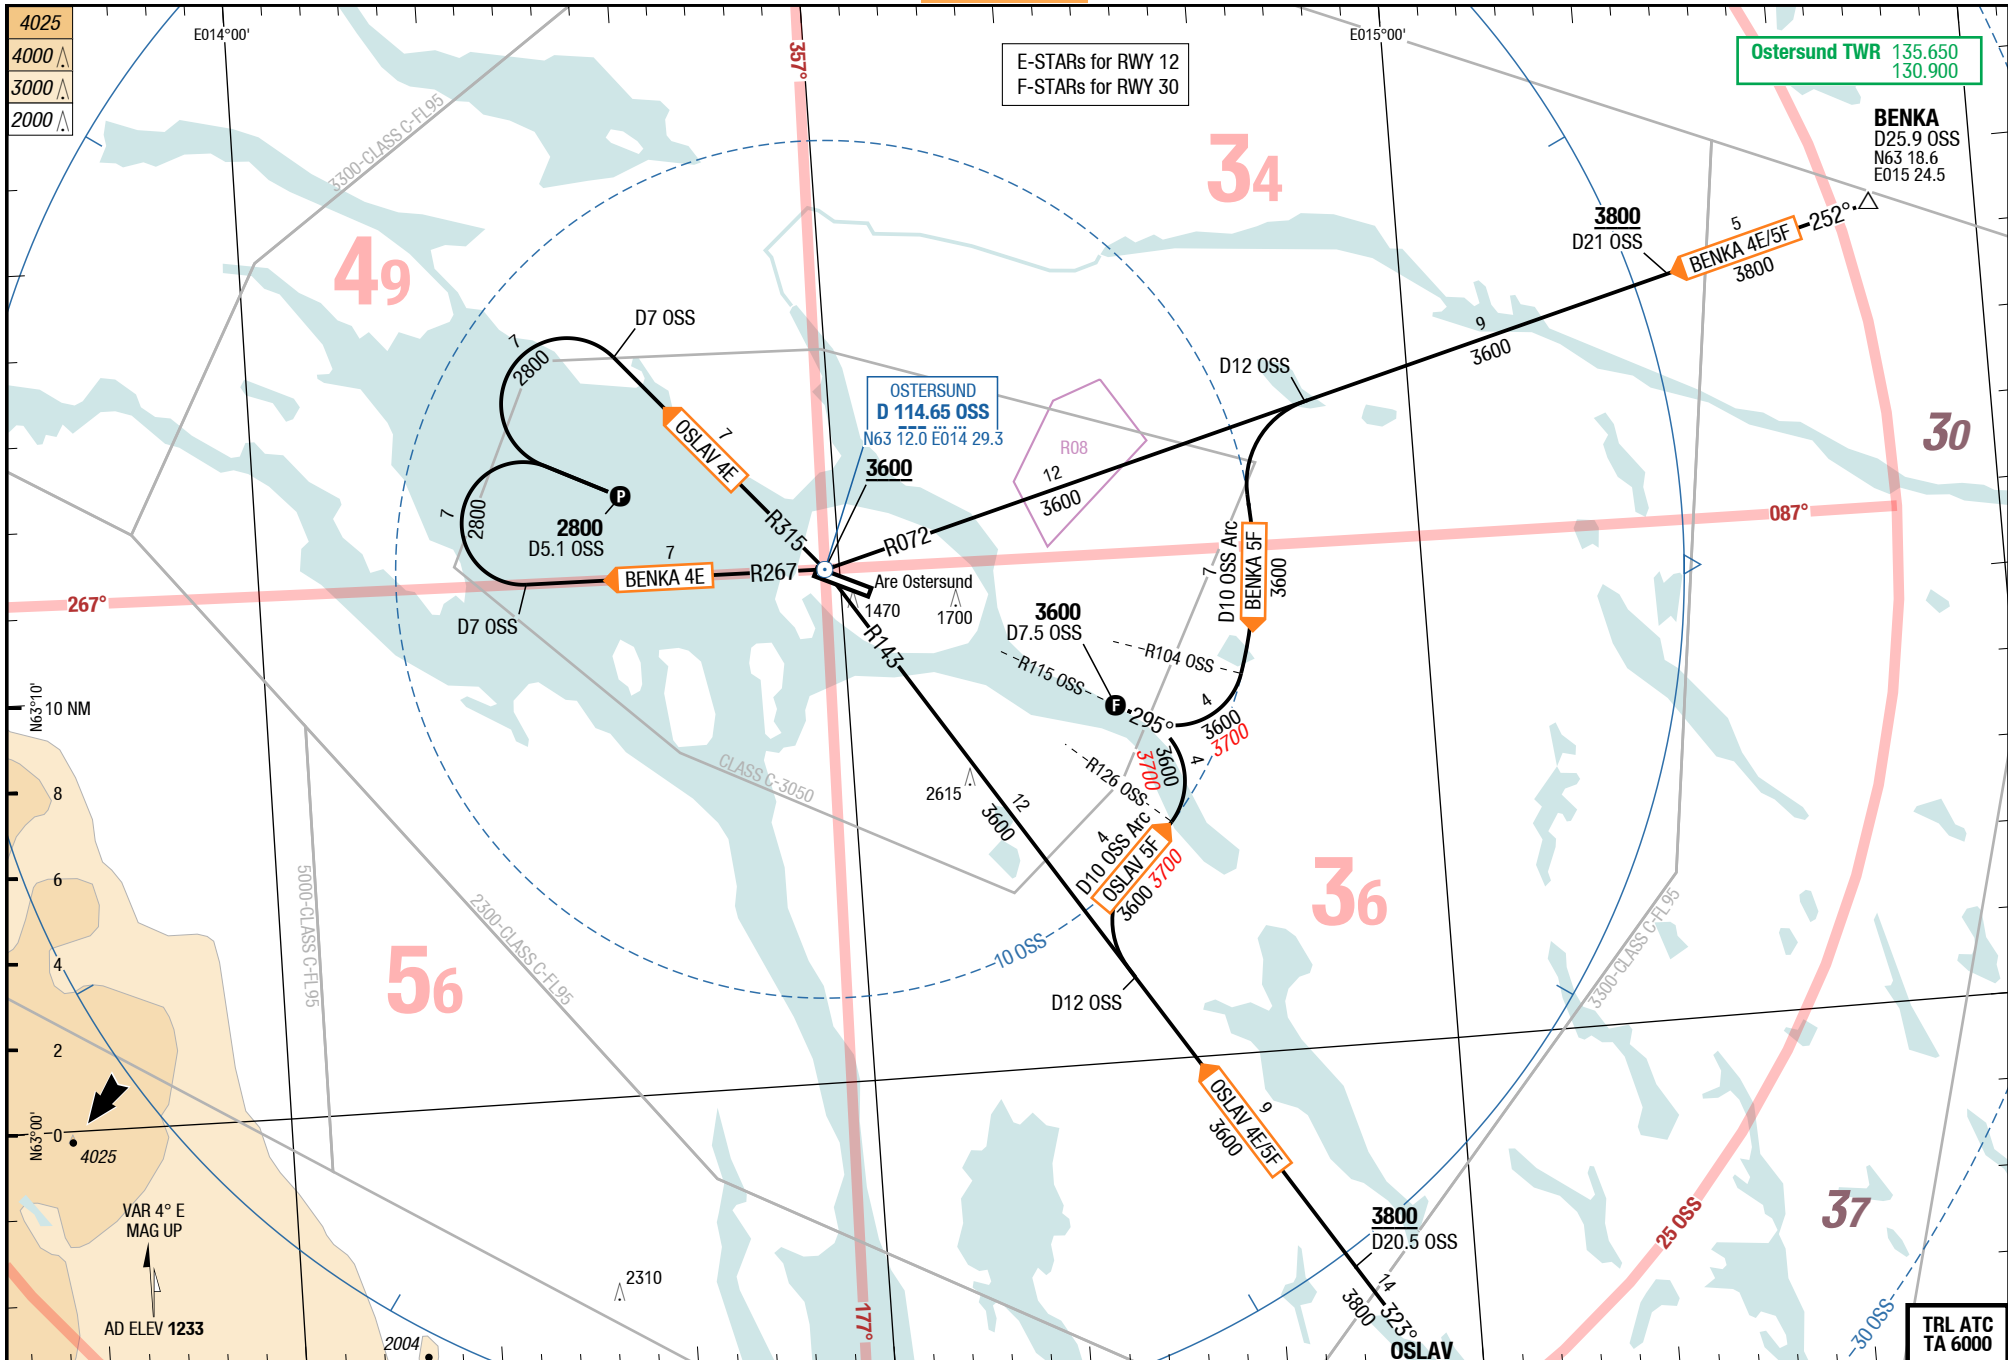 4025
4000
3000
2000
E014°00'
357°
E-STARs for RWY 12
F-STARs for RWY 30
E015°00'
Ostersund TWR 135.650
130.900
BENKA
D25.9 OSS
N63 18.6
E015 24.5
3300-CLASS C-FL95
34
49
3800
D21 OSS
5
BENKA 4E/5F
3800
252°
9
3600
D7 OSS
7
2800
D12 OSS
OSTERSUND
D 114.65 OSS
N63 12.0 E014 29.3
3600
R08
12
3600
30
7
OSLAV 4E
R315
R072
087°
P
2800
D5.1 OSS
7
2800
7
BENKA 4E
R267
267°
D7 OSS
Are Ostersund
1470
1700
R143
D10 OSS Arc
7
BENKA 5F
3600
3600
D7.5 OSS
R104 OSS
R115 OSS
F
295°
4
3600
3700
4
3600
3700
R126 OSS
N63°10'
10 NM
8
6
4
2
0
CLASS C-3050
2615
12
3600
4
D10 OSS Arc
OSLAV 5F
3600 3700
36
5000-CLASS C-FL95
2300-CLASS C-FL95
56
10 OSS
D12 OSS
3300-CLASS C-FL95
9
OSLAV 4E/5F
3600
N63°00'
4025
VAR 4° E
MAG UP
AD ELEV 1233
2004
2310
177°
3800
D20.5 OSS
14
3800
323°
OSLAV
25 OSS
37
30 OSS
TRL ATC
TA 6000